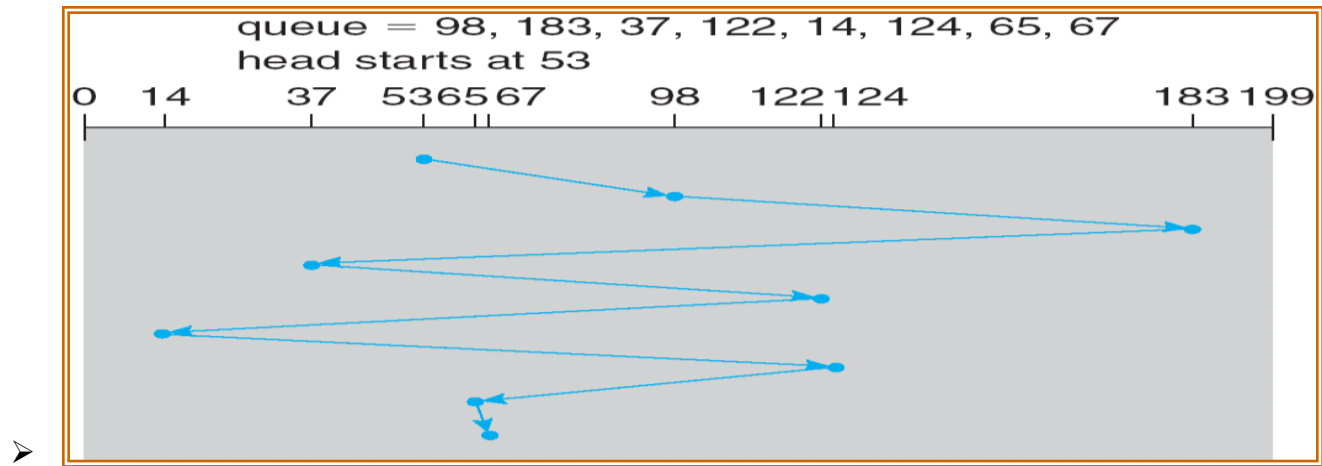 queue = 98, 183, 37, 122, 14, 124, 65, 67
head starts at 53
0 14 37 53 65 67 98 122 124 183 199